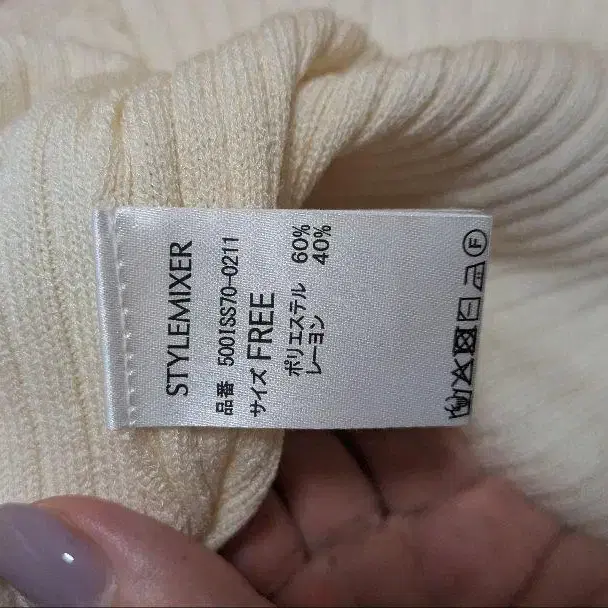 STYLEMIXER
品番 500ISS70-0211
サイズ FREE
ポリエステル 60%
レーヨン 40%
F